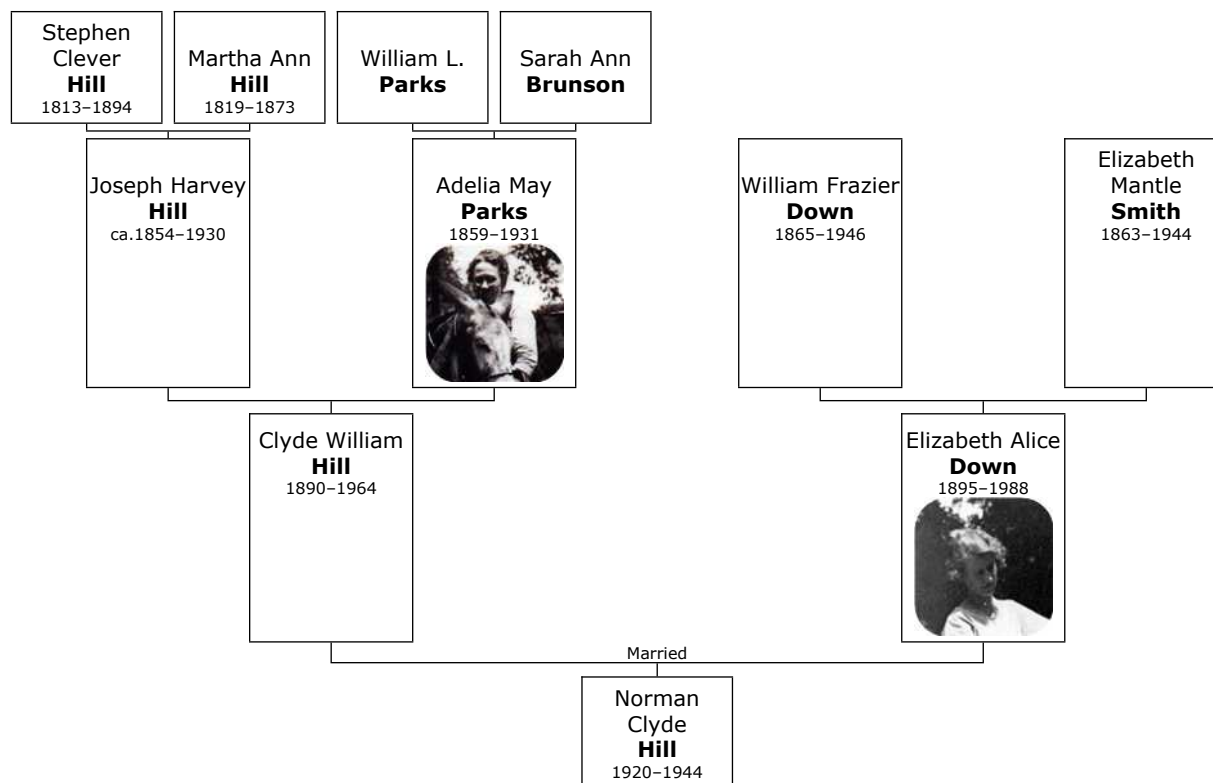 Stephen
Clever
Hill
1813–1894
Martha Ann
Hill
1819–1873
William L.
Parks
Sarah Ann
Brunson
Joseph Harvey
Hill
ca.1854–1930
Adelia May
Parks
1859–1931
William Frazier
Down
1865–1946
Elizabeth
Mantle
Smith
1863–1944
Clyde William
Hill
1890–1964
Elizabeth Alice
Down
1895–1988
Married
Norman
Clyde
Hill
1920–1944